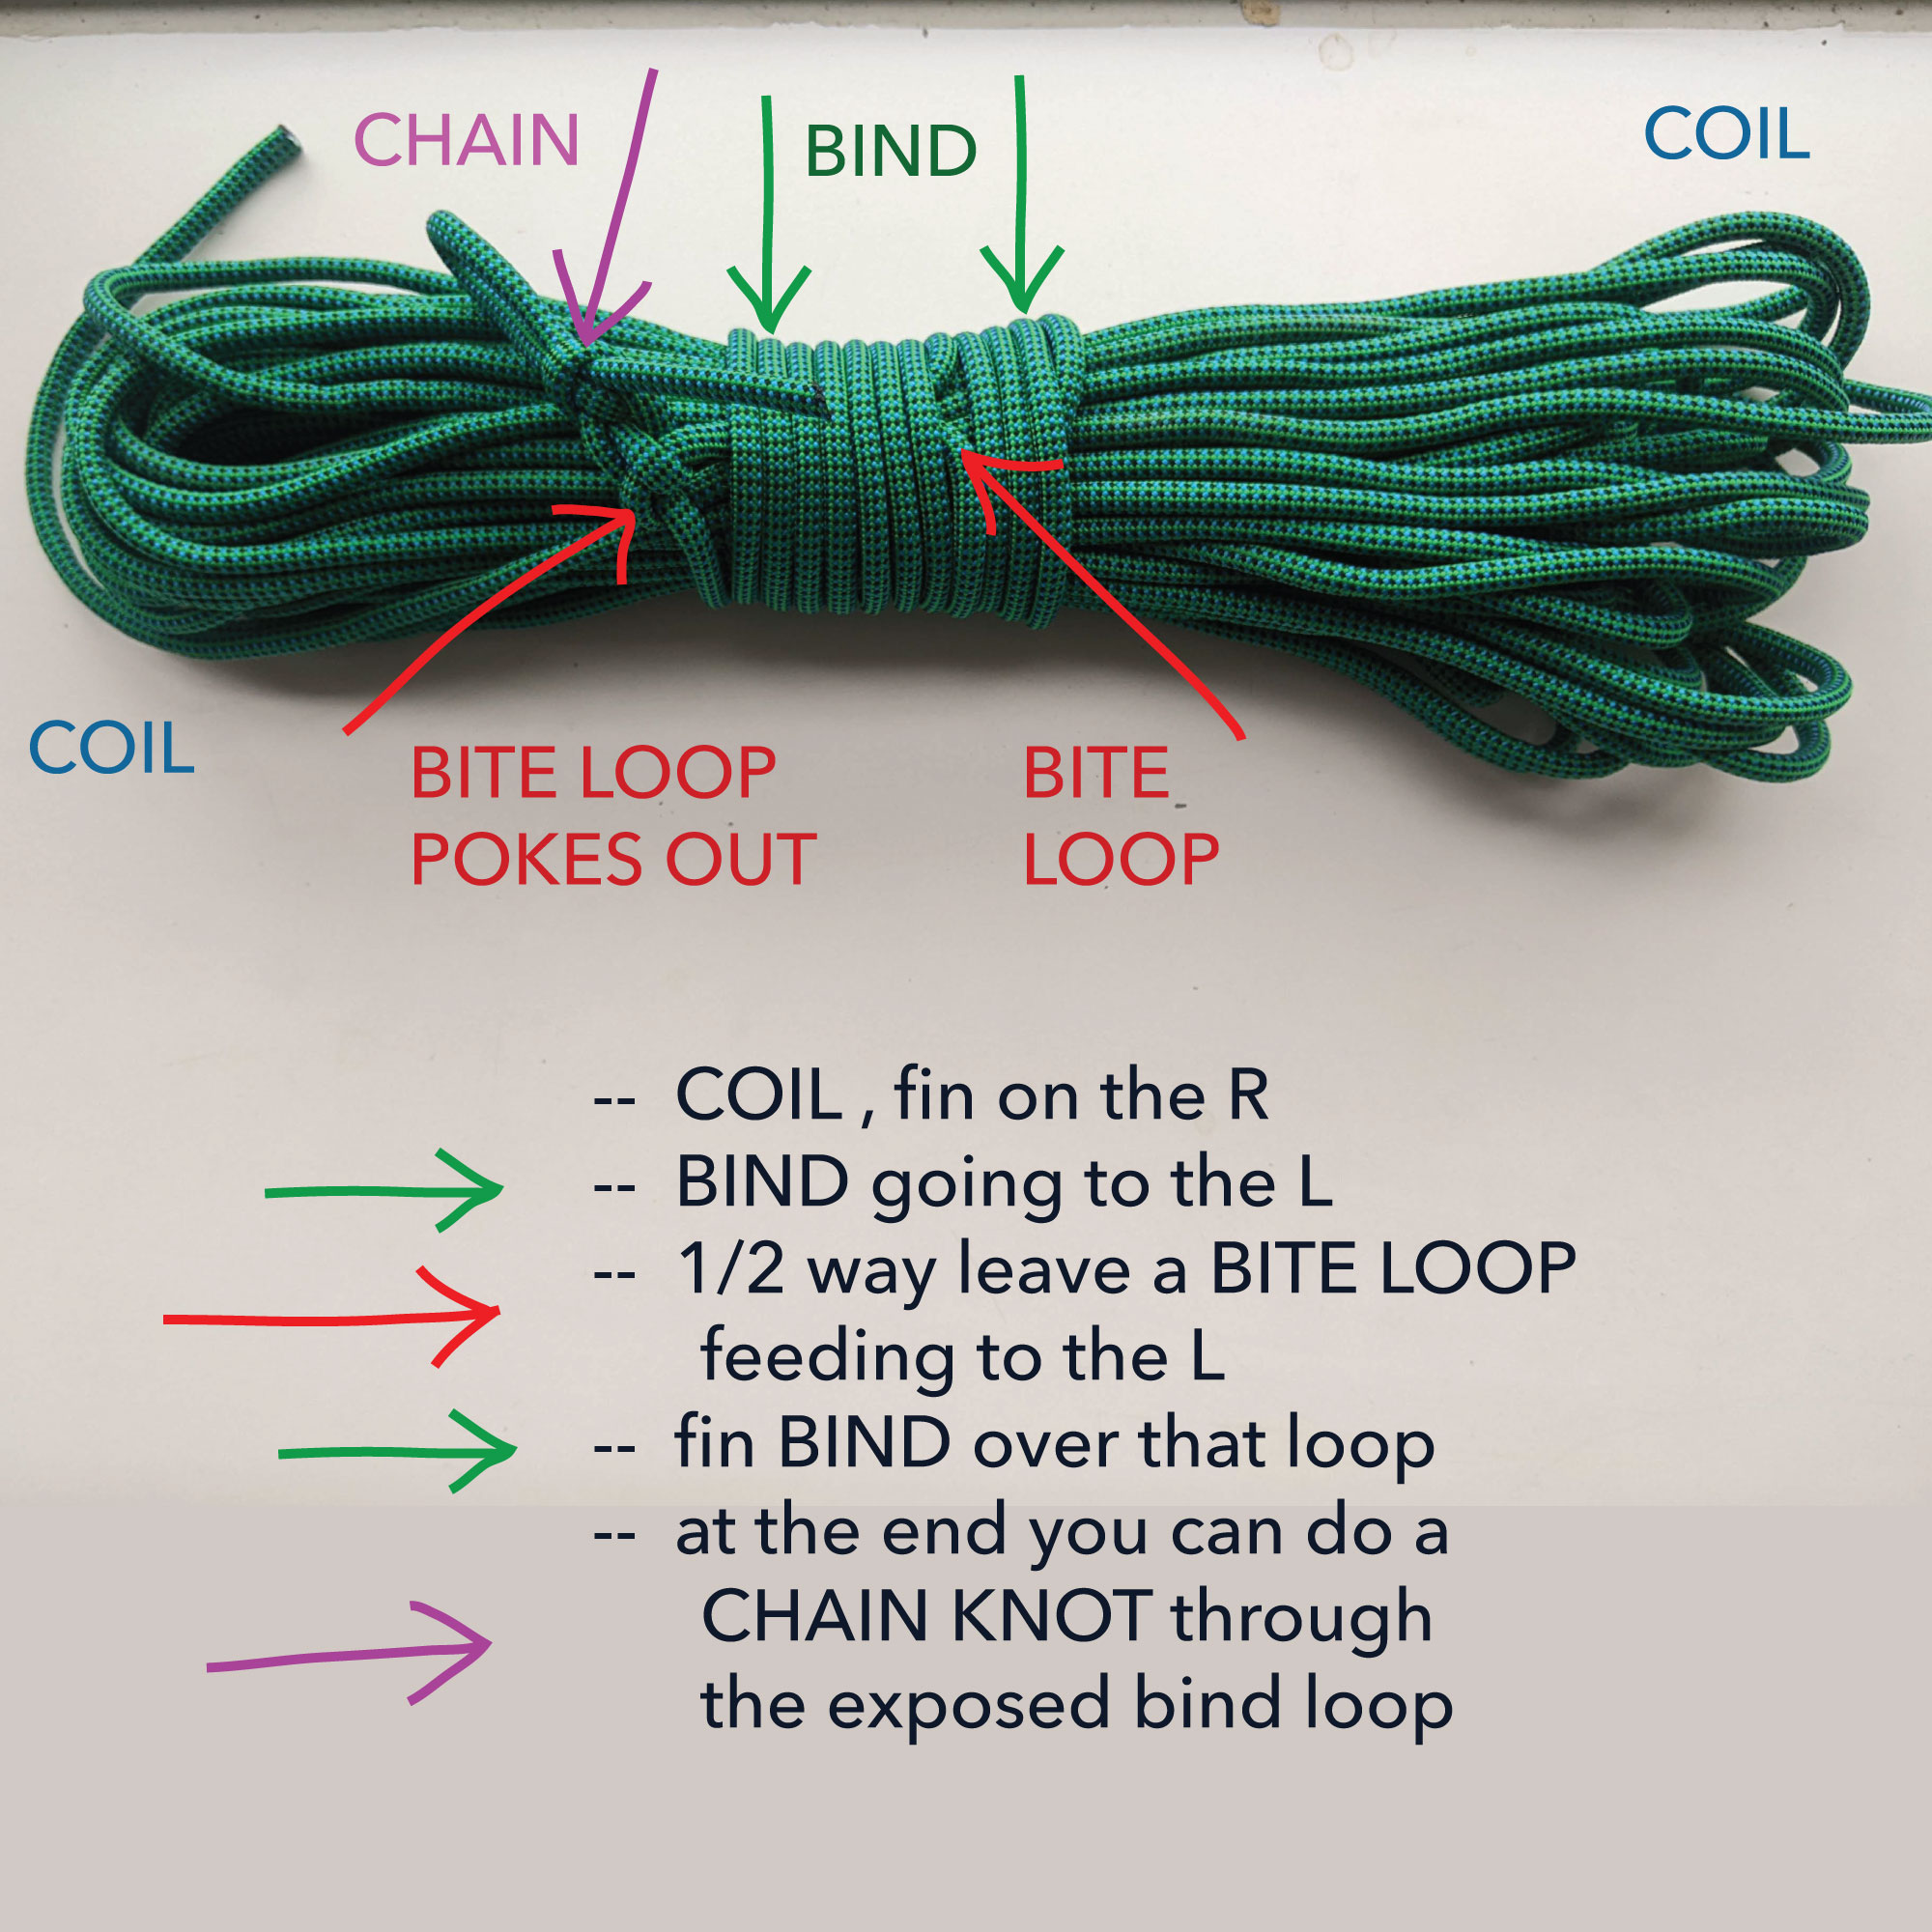 CHAIN
BIND
COIL
COIL
BITE LOOP
POKES OUT
BITE
LOOP
-- COIL , fin on the R
-- BIND going to the L
-- 1/2 way leave a BITE LOOP
feeding to the L
-- fin BIND over that loop
-- at the end you can do a
CHAIN KNOT through
the exposed bind loop